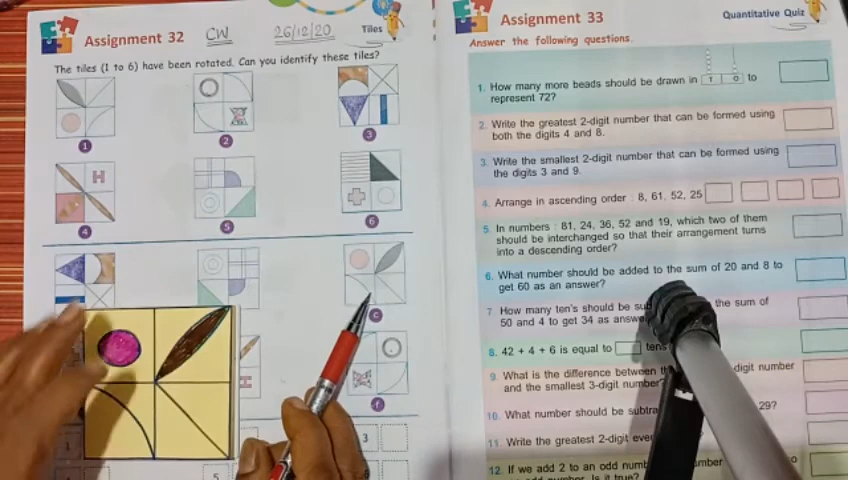 Assignment 32
CW
26/12/20
Tiles
The tiles (1 to 6) have been rotated. Can you identify these tiles?
1
2
3
H
4
5
6
c
H
f
3
5
Assignment 33
Quantitative Quiz
Answer the following questions.
1. How many more beads should be drawn in T O to
represent 72?
2. Write the greatest 2-digit number that can be formed using
both the digits 4 and 8.
3. Write the smallest 2-digit number that can be formed using
the digits 3 and 9.
4. Arrange in ascending order : 8, 61, 52, 25
5. In numbers : 81, 24, 36, 52 and 19, which two of them
should be interchanged so that their arrangement turns
into a descending order?
6. What number should be added to the sum of 20 and 8 to
get 60 as an answer?
7 How many ten's should be the sum of
50 and 4 to get 34 as
8. 42 + 4 + 6 is equal to tens
9. What is the difference between digit number
and the smallest 3-digit number
10. What number should be 29?
11. Write the greatest 2-digit
12. If we add 2 to an odd
Is it true?